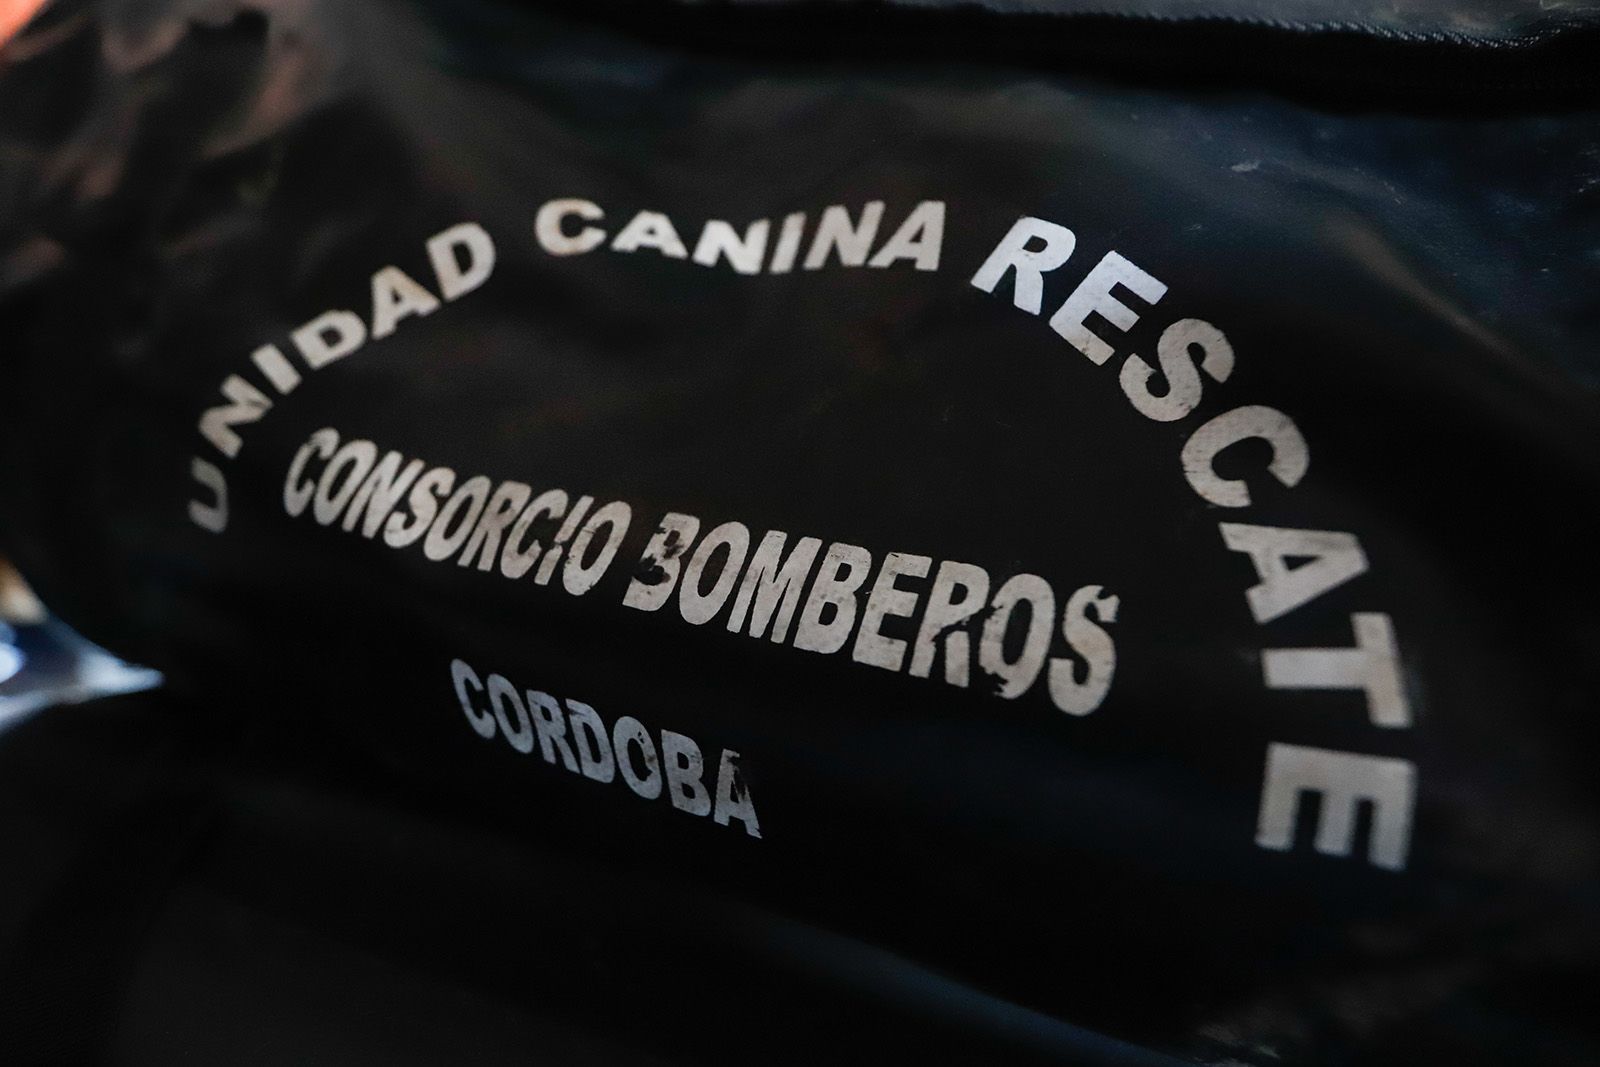 UNIDAD CANINA RESCATE
CONSORCIO BOMBEROS
CORDOBA